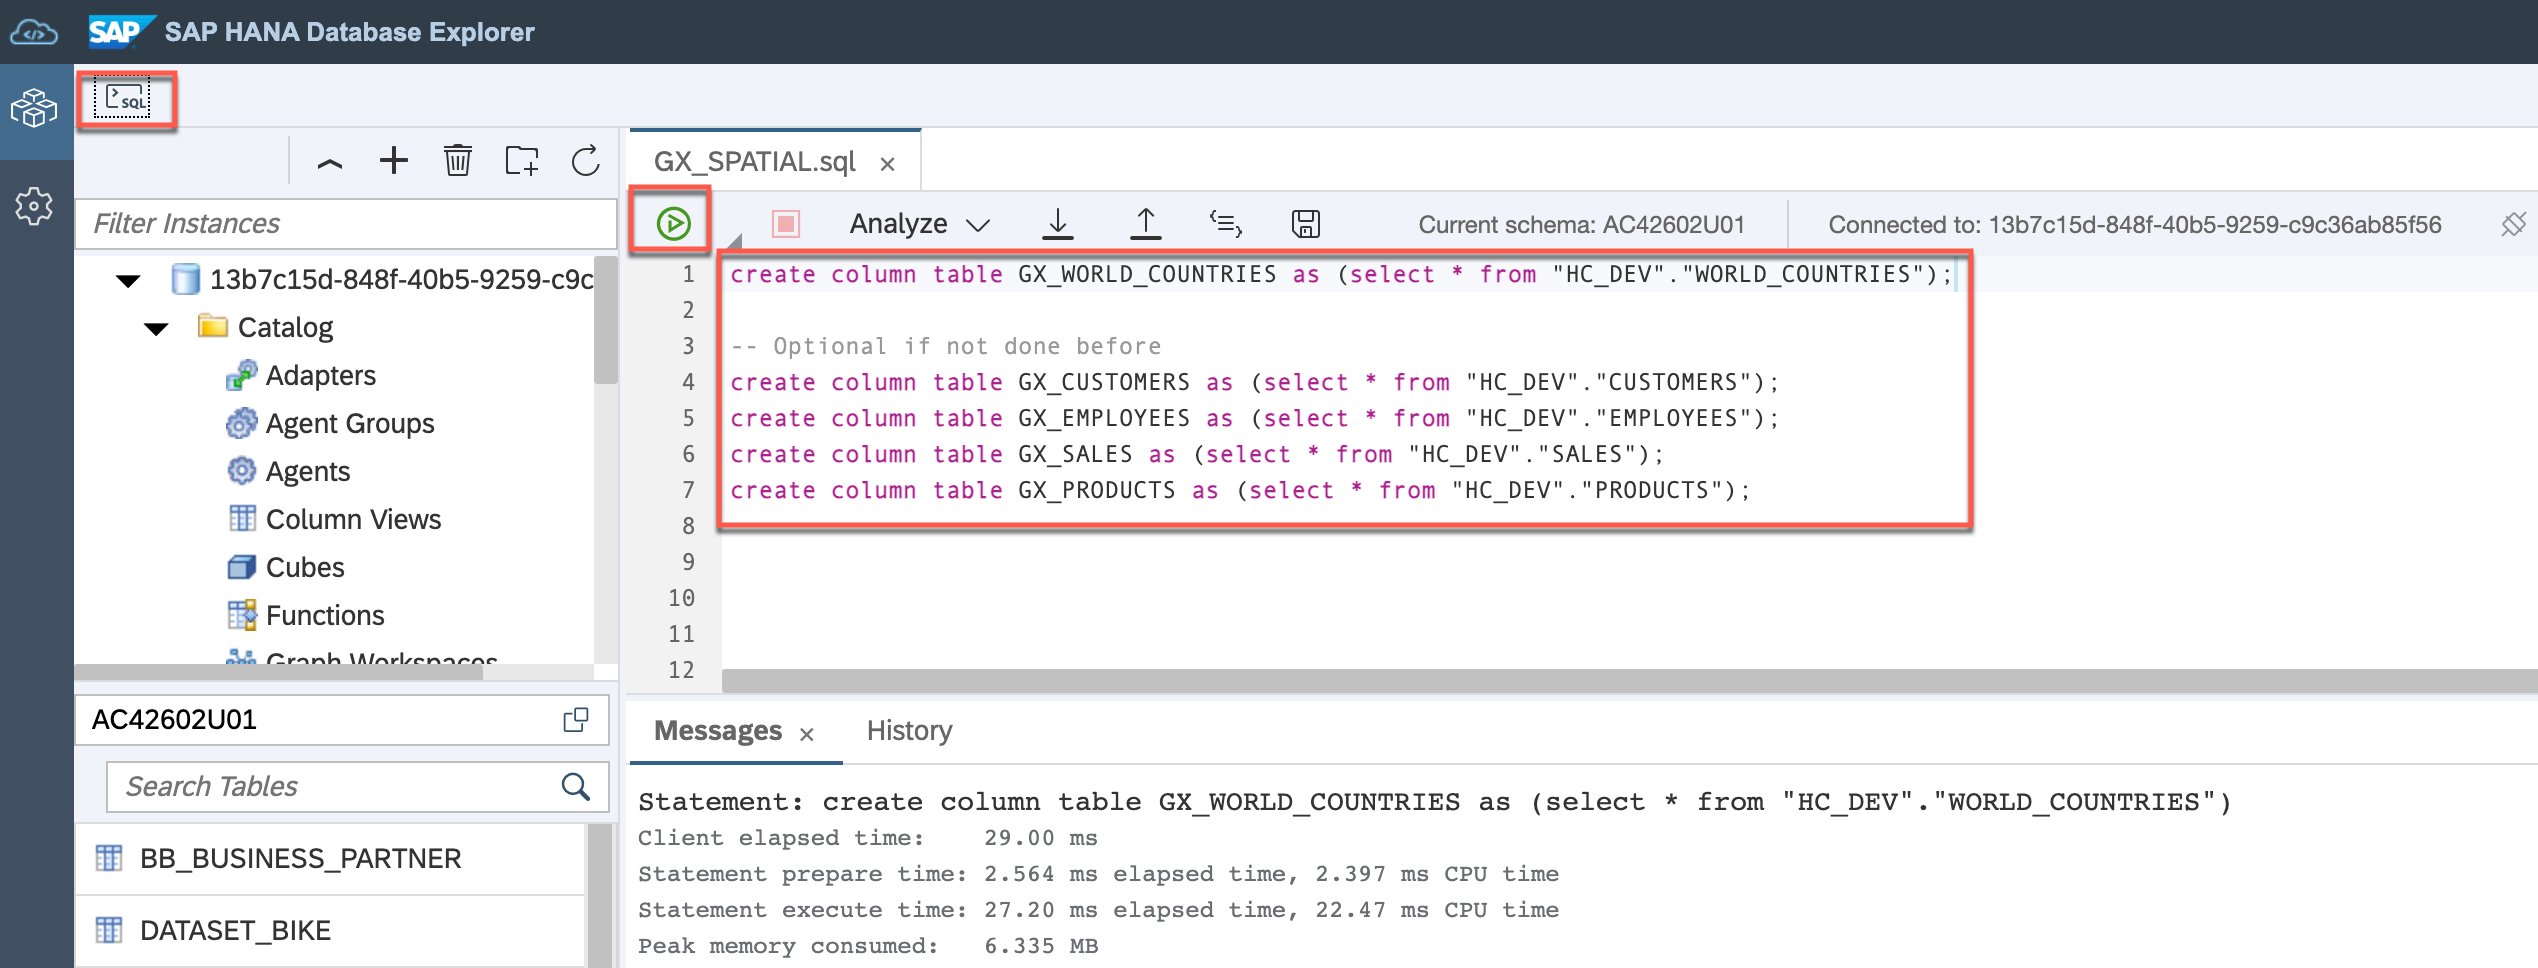 SAP SAP HANA Database Explorer
SQL
GX_SPATIAL.sql
Filter Instances
Analyze
Current schema: AC42602U01
Connected to: 13b7c15d-848f-40b5-9259-c9c36ab85f56
13b7c15d-848f-40b5-9259-c9c
Catalog
Adapters
Agent Groups
Agents
Column Views
Cubes
Functions
Graph Workspaces
1 create column table GX_WORLD_COUNTRIES as (select * from "HC_DEV"."WORLD_COUNTRIES");
2
3 -- Optional if not done before
4 create column table GX_CUSTOMERS as (select * from "HC_DEV"."CUSTOMERS");
5 create column table GX_EMPLOYEES as (select * from "HC_DEV"."EMPLOYEES");
6 create column table GX_SALES as (select * from "HC_DEV"."SALES");
7 create column table GX_PRODUCTS as (select * from "HC_DEV"."PRODUCTS");
8
9
10
11
12
AC42602U01
Search Tables
BB_BUSINESS_PARTNER
DATASET_BIKE
Messages
History
Statement: create column table GX_WORLD_COUNTRIES as (select * from "HC_DEV"."WORLD_COUNTRIES")
Client elapsed time: 29.00 ms
Statement prepare time: 2.564 ms elapsed time, 2.397 ms CPU time
Statement execute time: 27.20 ms elapsed time, 22.47 ms CPU time
Peak memory consumed: 6.335 MB